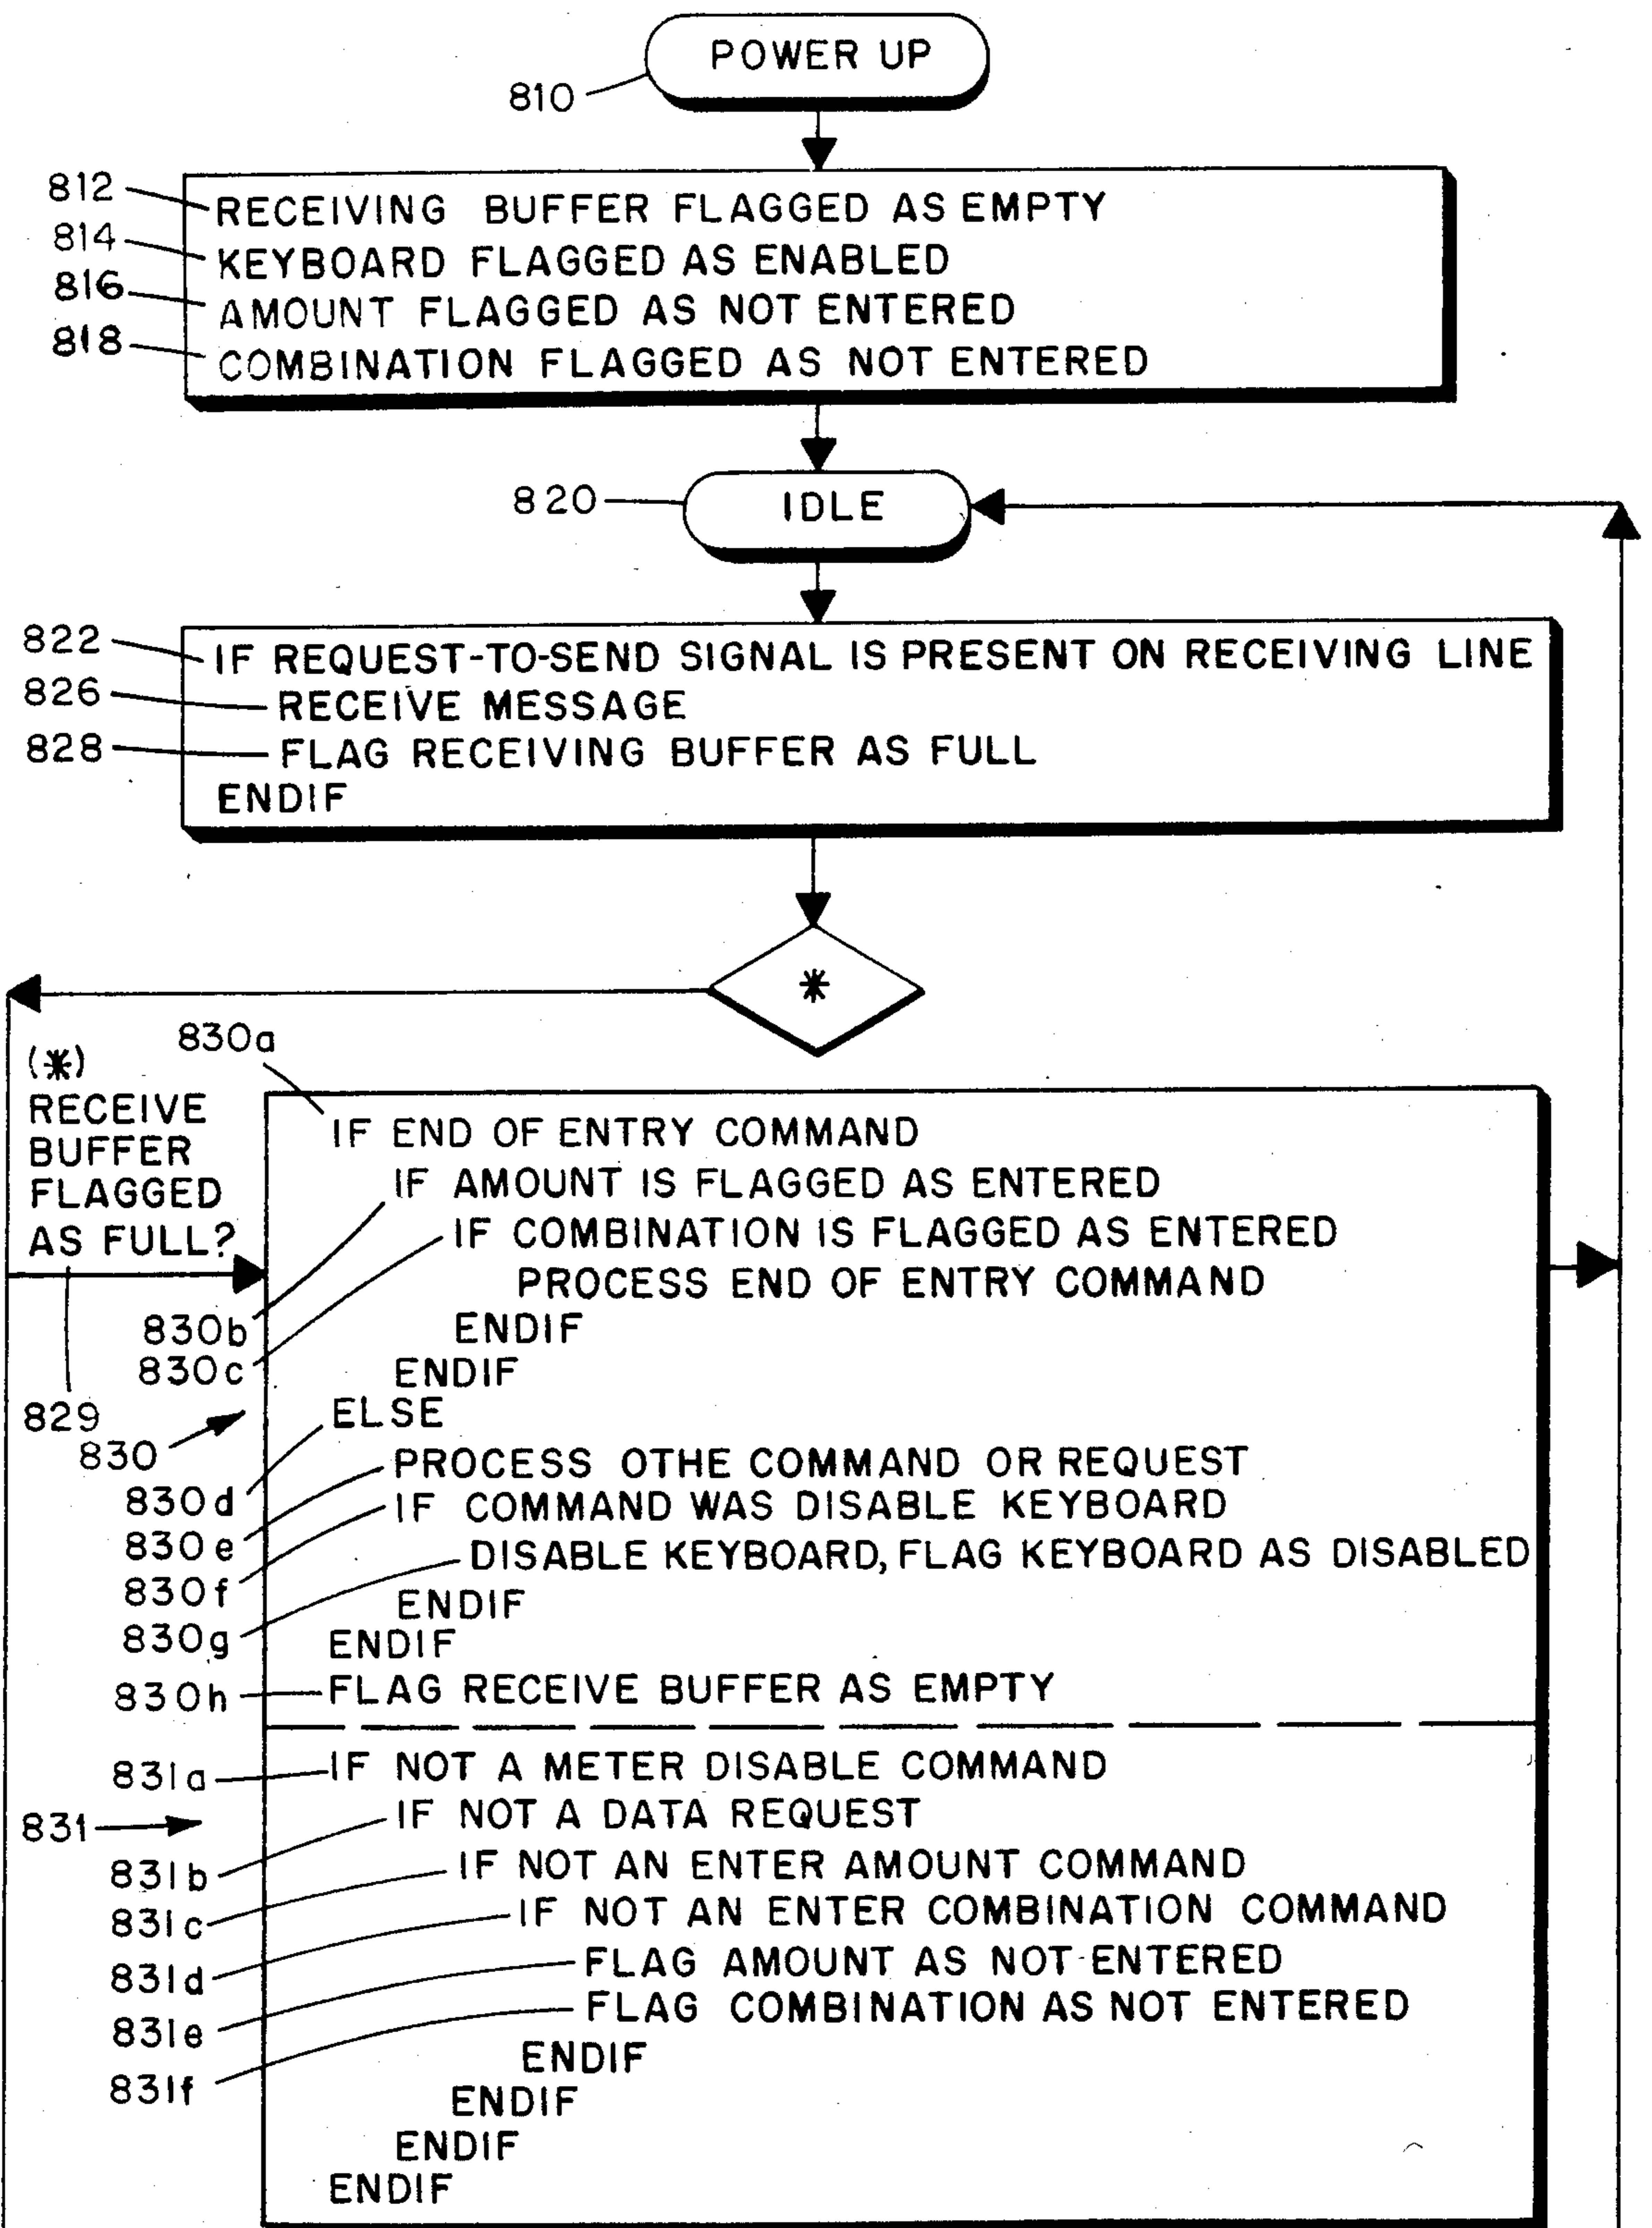 POWER UP
810
812
RECEIVING BUFFER FLAGGED AS EMPTY
814
KEYBOARD FLAGGED AS ENABLED
816
AMOUNT FLAGGED AS NOT ENTERED
818
COMBINATION FLAGGED AS NOT ENTERED
820
IDLE
822
IF REQUEST-TO-SEND SIGNAL IS PRESENT ON RECEIVING LINE
826
RECEIVE MESSAGE
828
FLAG RECEIVING BUFFER AS FULL
ENDIF
*
(*)
RECEIVE
BUFFER
FLAGGED
AS FULL?
829
830
830a
IF END OF ENTRY COMMAND
830b
IF AMOUNT IS FLAGGED AS ENTERED
830c
IF COMBINATION IS FLAGGED AS ENTERED
PROCESS END OF ENTRY COMMAND
ENDIF
ENDIF
830d
ELSE
830e
PROCESS OTHE COMMAND OR REQUEST
830f
IF COMMAND WAS DISABLE KEYBOARD
830g
DISABLE KEYBOARD, FLAG KEYBOARD AS DISABLED
ENDIF
ENDIF
830h
FLAG RECEIVE BUFFER AS EMPTY
831
831a
IF NOT A METER DISABLE COMMAND
831b
IF NOT A DATA REQUEST
831c
IF NOT AN ENTER AMOUNT COMMAND
831d
IF NOT AN ENTER COMBINATION COMMAND
831e
FLAG AMOUNT AS NOT ENTERED
831f
FLAG COMBINATION AS NOT ENTERED
ENDIF
ENDIF
ENDIF
ENDIF